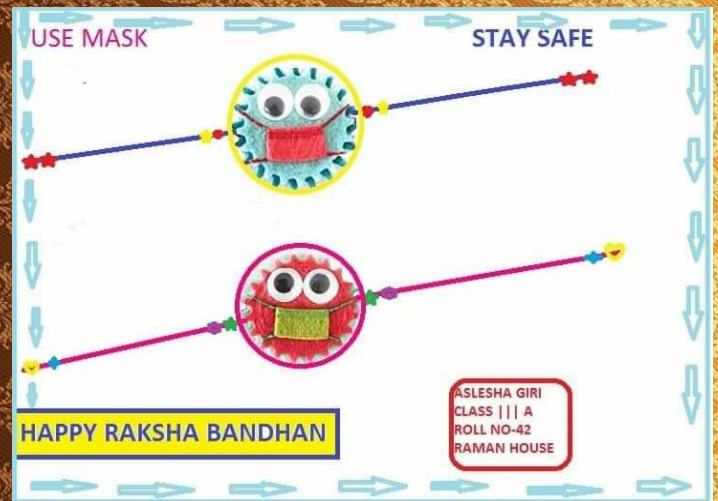 USE MASK
STAY SAFE
HAPPY RAKSHA BANDHAN
ASLESHA GIRI
CLASS ||| A
ROLL NO-42
RAMAN HOUSE